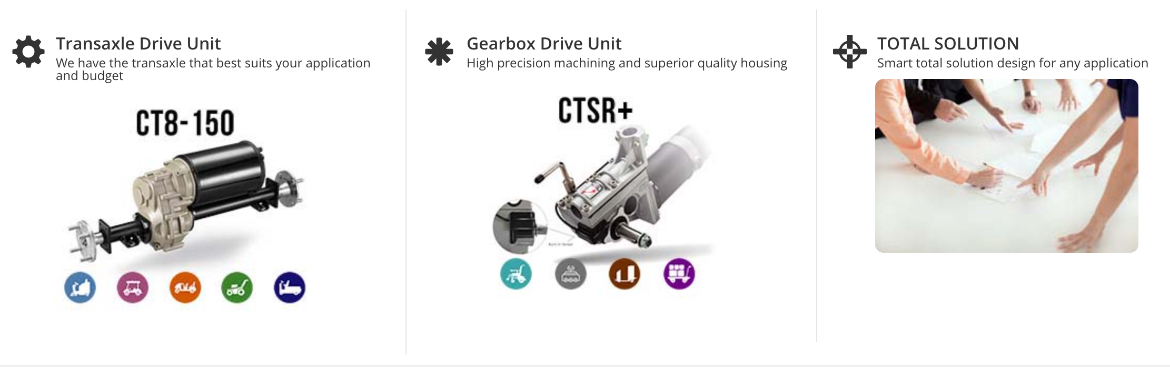 Transaxle Drive Unit
We have the transaxle that best suits your application
and budget
CT8-150
Gearbox Drive Unit
High precision machining and superior quality housing
CTSR+
TOTAL SOLUTION
Smart total solution design for any application